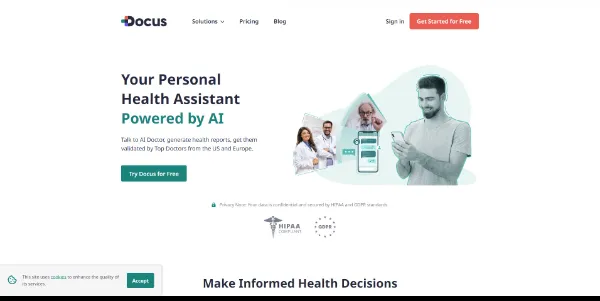 Docus
Solutions
Pricing
Blog
Sign in
Get Started for Free
Your Personal
Health Assistant
Powered by AI
Talk to AI Doctor, generate health reports, get them
validated by Top Doctors from the US and Europe.
Try Docus for Free
Privacy Note: Your data is confidential and secured by HIPAA and GDPR standards
HIPAA
COMPLIANT
GDPR
This site uses cookies to enhance the quality of
its services.
Accept
Make Informed Health Decisions